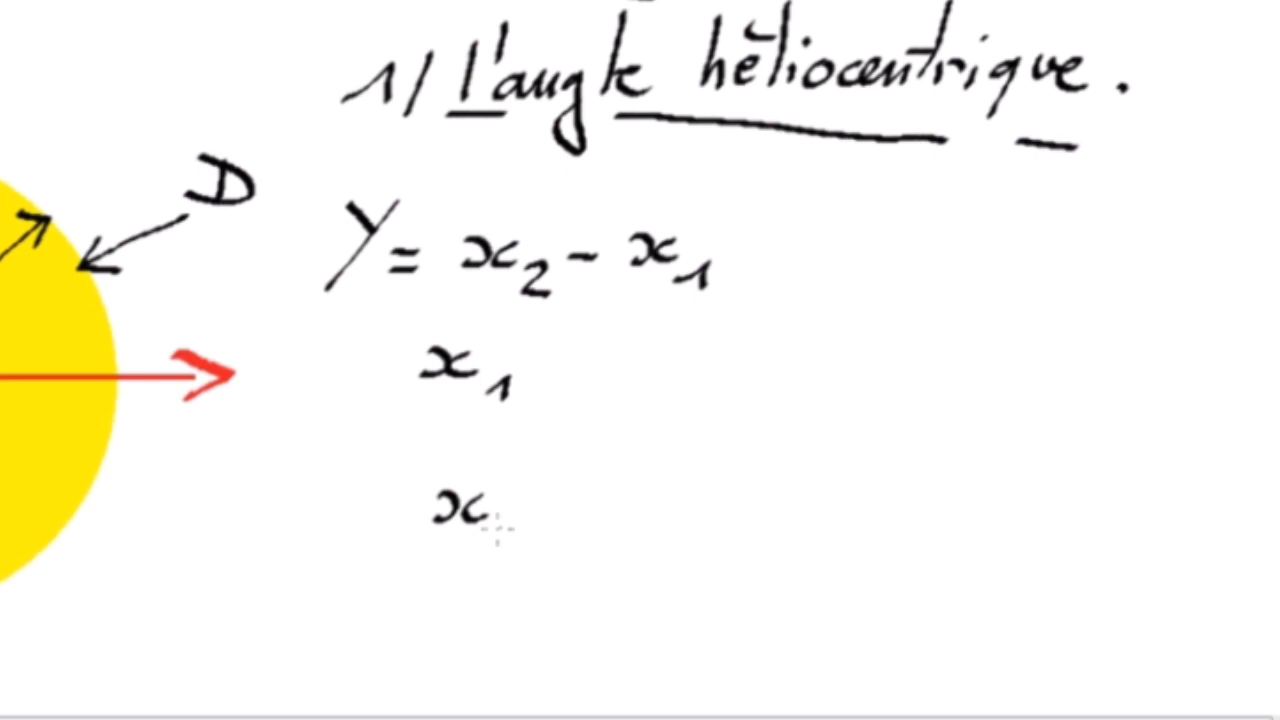 1/ l'angle héliocentrique.
D
Y = x2 - x1
x1
x